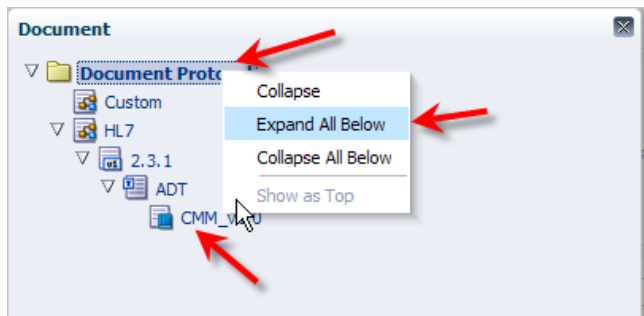 Document
Document Proto
Collapse
Custom
Expand All Below
HL7
Collapse All Below
v1 2.3.1
ADT
Show as Top